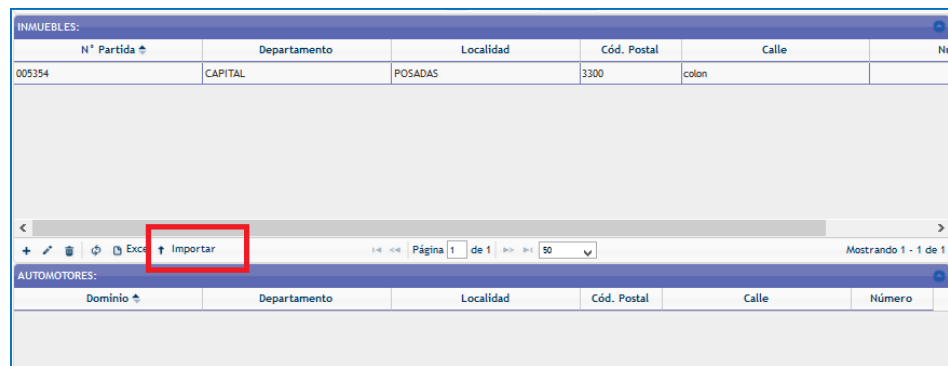 INMUEBLES:
N° Partida Departamento Localidad Cód. Postal Calle
005354 CAPITAL POSADAS 3300 colon
Importar Página 1 de 1 50 Mostrando 1 - 1 de 1
AUTOMOTORES:
Dominio Departamento Localidad Cód. Postal Calle Número